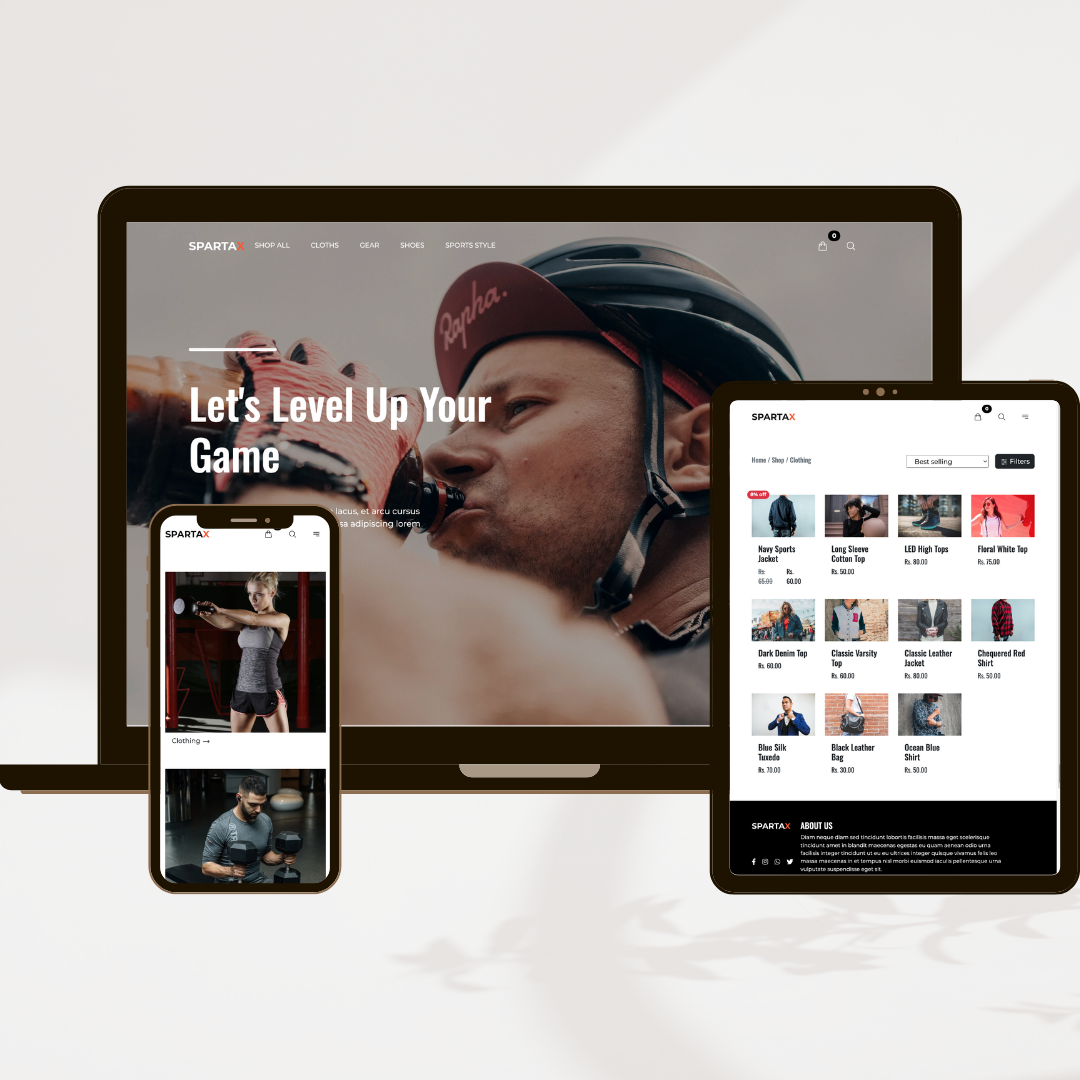 SPARTAX SHOP ALL CLOTHS GEAR SHOES SPORTS STYLE 0
Rapha.
Let's Level Up Your
Game
lacus, et arcu cursus
sa adipiscing lorem
SPARTAX
Clothing →
SPARTAX 0
Home / Shop / Clothing Best selling Filters
8% off
Navy Sports
Jacket
Rs. 65.00 Rs. 60.00
Long Sleeve
Cotton Top
Rs. 50.00
LED High Tops
Rs. 80.00
Floral White Top
Rs. 75.00
Dark Denim Top
Rs. 60.00
Classic Varsity
Top
Rs. 60.00
Classic Leather
Jacket
Rs. 80.00
Chequered Red
Shirt
Rs. 50.00
Blue Silk
Tuxedo
Rs. 70.00
Black Leather
Bag
Rs. 30.00
Ocean Blue
Shirt
Rs. 50.00
SPARTAX ABOUT US
Diam neque diam sed tincidunt lobortis facilisis massa eget scelerisque
tincidunt amet in blandit maecenas egestas eu quam aenean odio urna
facilisis integer tincidunt ut eu eu ultrices integer quisque vivamus felis leo
massa maecenas in et tempus nisl morbi euismod iaculis pellentesque urna
vulputate suspendisse eget sit.